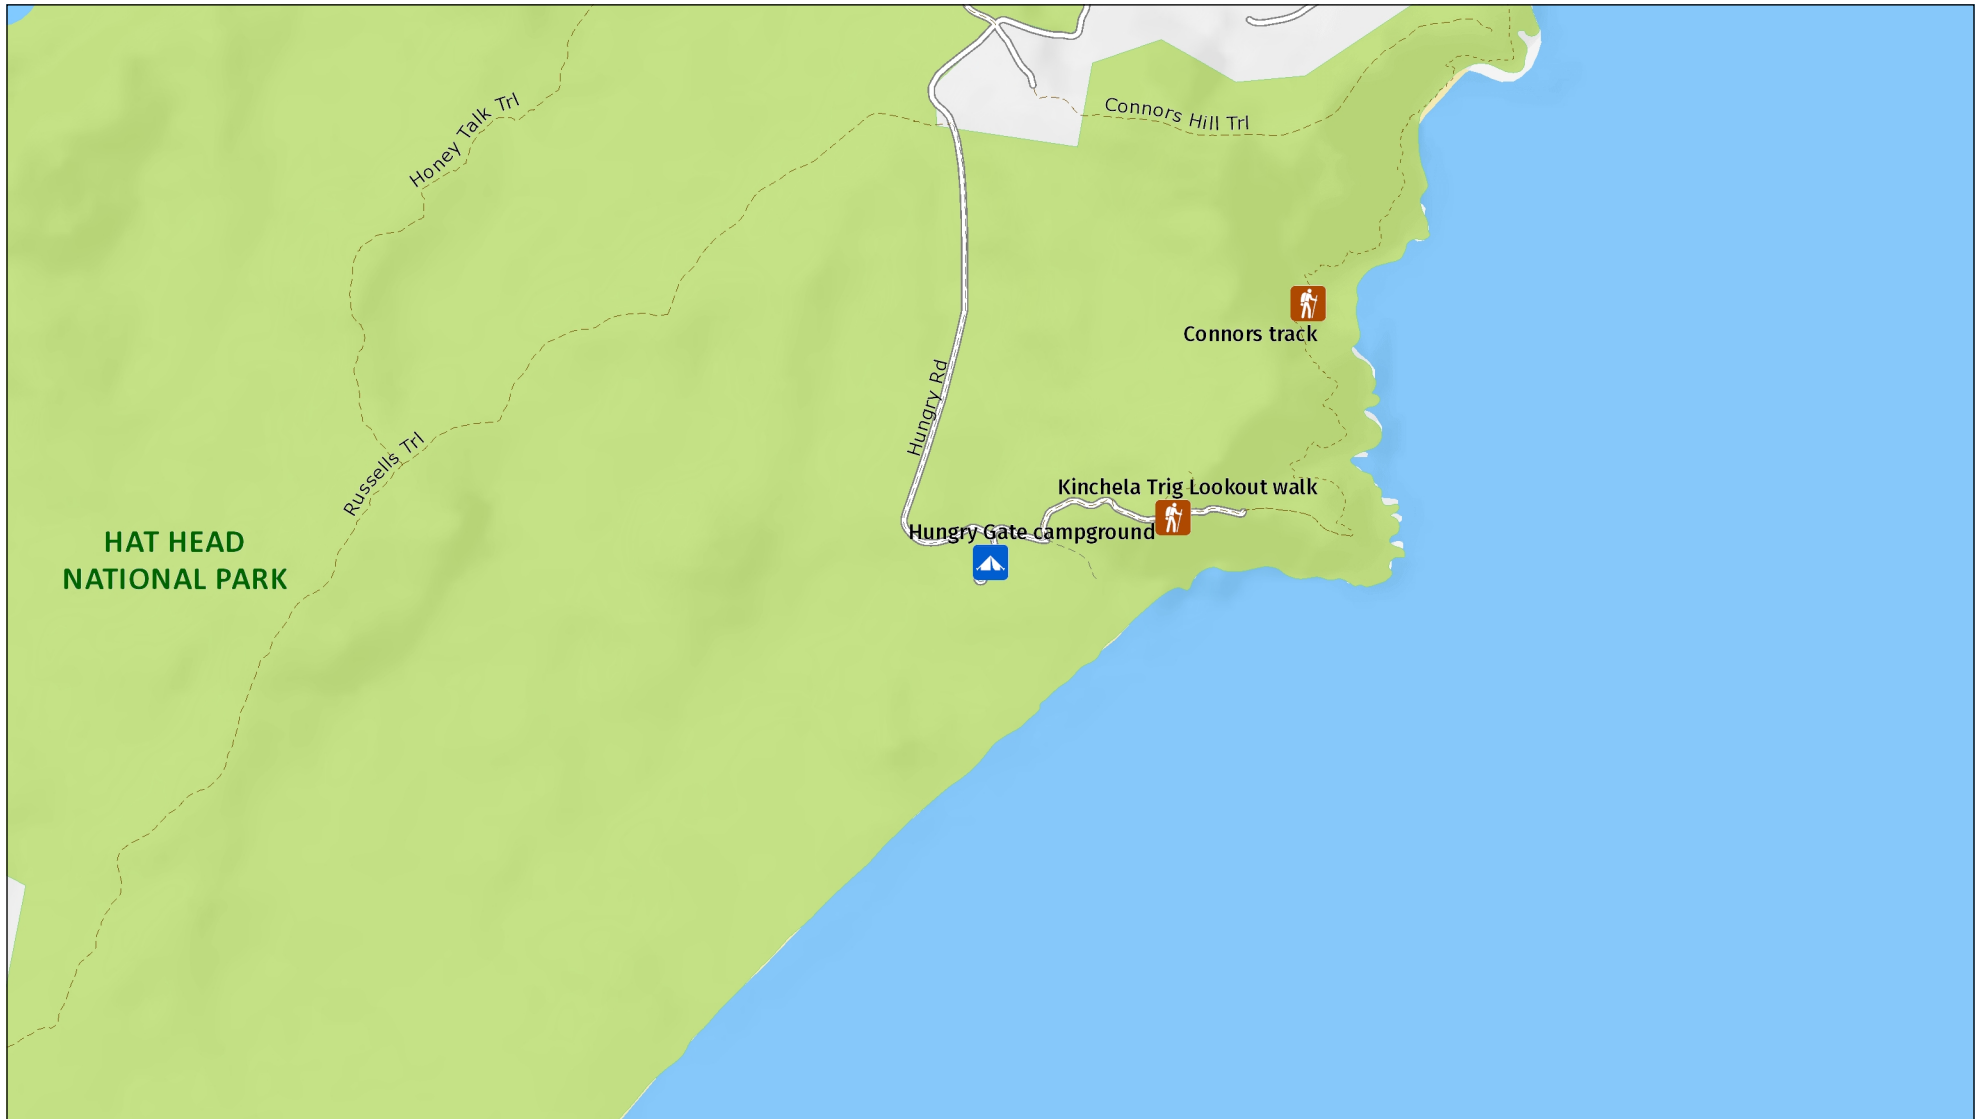 Honey Talk Trl
Connors Hill Trl
Connors track
Hungry Rd
Russells Trl
Kinchela Trig Lookout walk
Hungry Gate campground
HAT HEAD
NATIONAL PARK